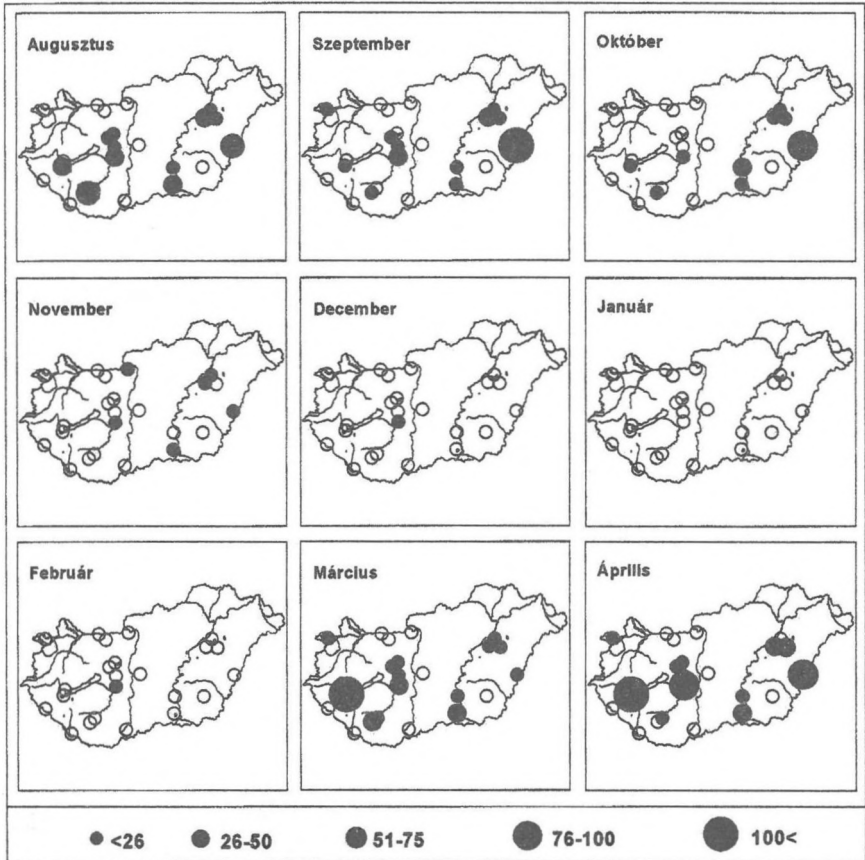 Augusztus
Szeptember
Október
November
December
Január
Február
Március
Április
<26
26-50
51-75
76-100
100<